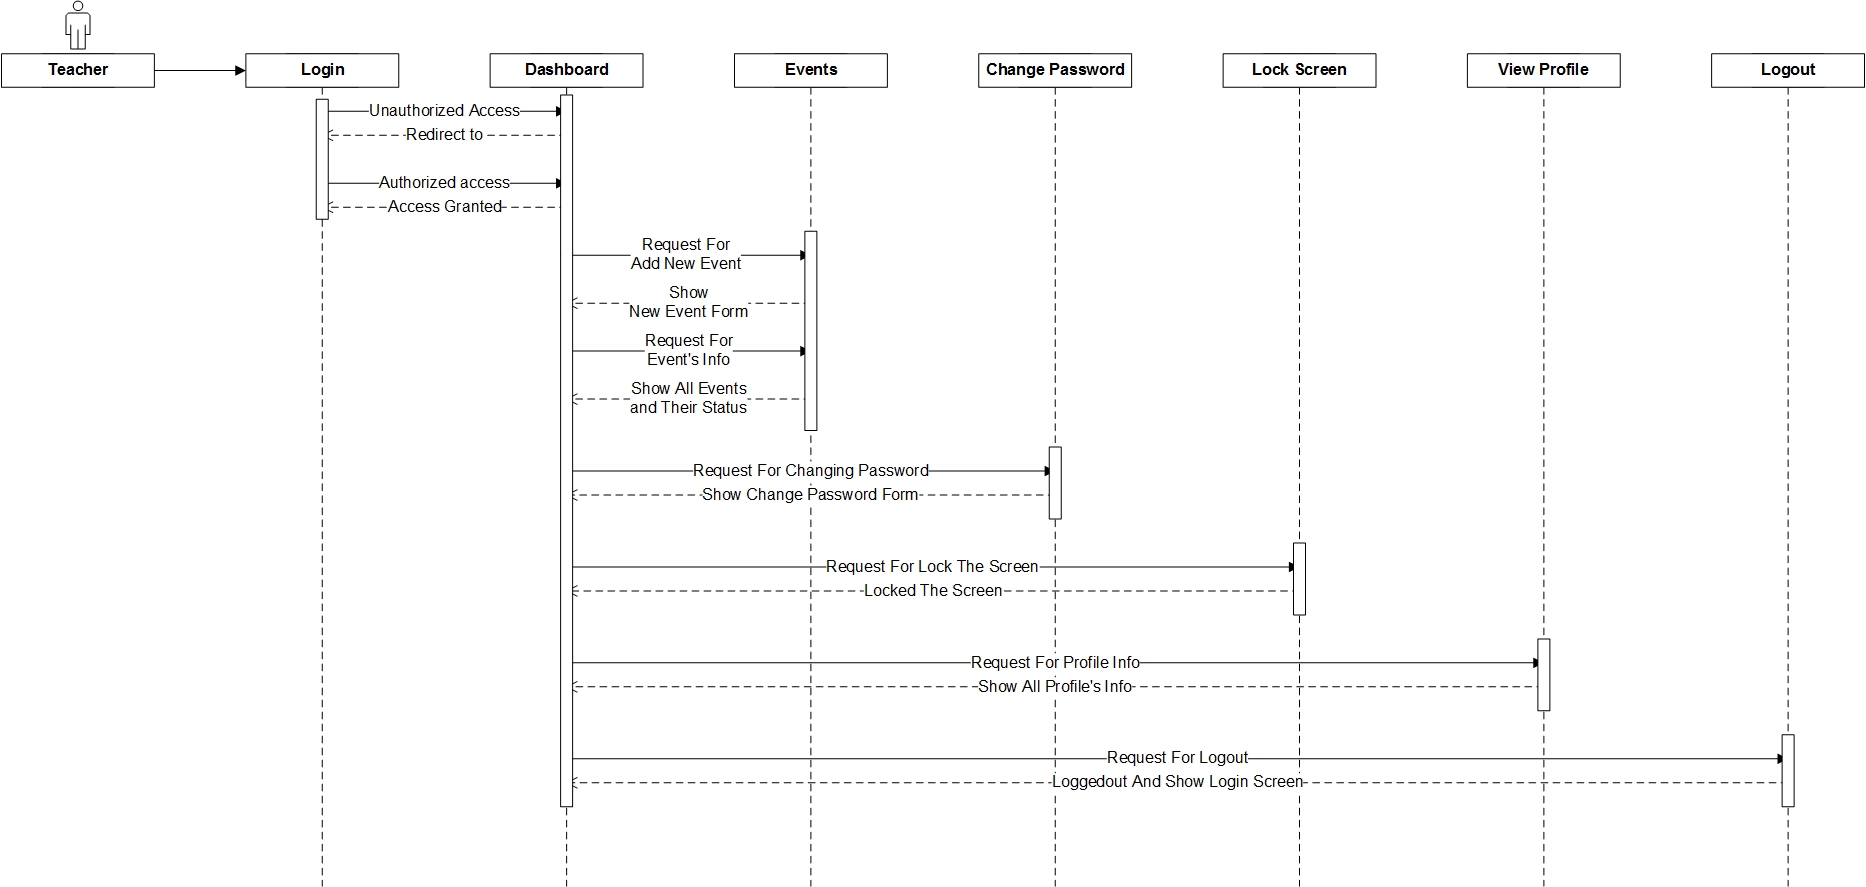 Teacher
Login
Dashboard
Events
Change Password
Lock Screen
View Profile
Logout
Unauthorized Access
Redirect to
Authorized access
Access Granted
Request For
Add New Event
Show
New Event Form
Request For
Event's Info
Show All Events
and Their Status
Request For Changing Password
Show Change Password Form
Request For Lock The Screen
Locked The Screen
Request For Profile Info
Show All Profile's Info
Request For Logout
Loggedout And Show Login Screen